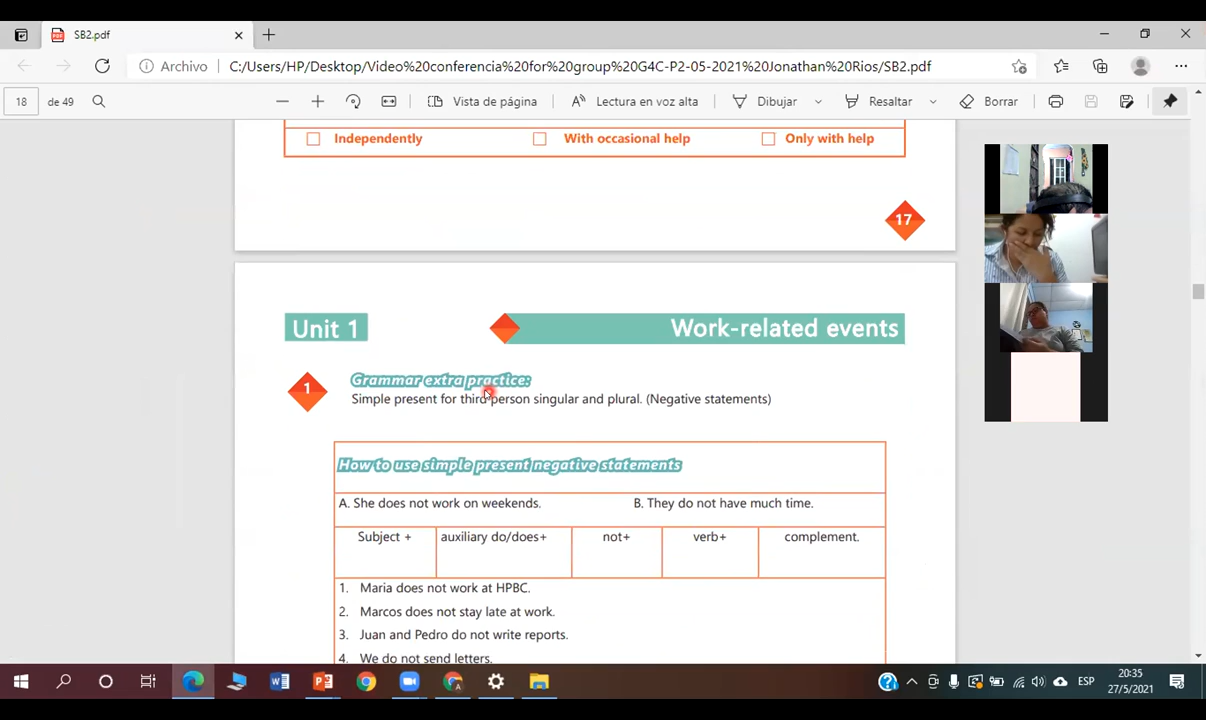 SB2.pdf
Archivo C:/Users/HP/Desktop/Video%20conferencia%20for%20group%20G4C-P2-05-2021%20Jonathan%20Rios/SB2.pdf
18 de 49 Vista de página Lectura en voz alta Dibujar Resaltar Borrar
Independently With occasional help Only with help
17
Unit 1 Work-related events
1
Grammar extra practice:
Simple present for third person singular and plural. (Negative statements)
How to use simple present negative statements
A. She does not work on weekends. B. They do not have much time.
Subject + auxiliary do/does+ not+ verb+ complement.
1. Maria does not work at HPBC.
2. Marcos does not stay late at work.
3. Juan and Pedro do not write reports.
4. We do not send letters.
ESP
20:35
27/5/2021